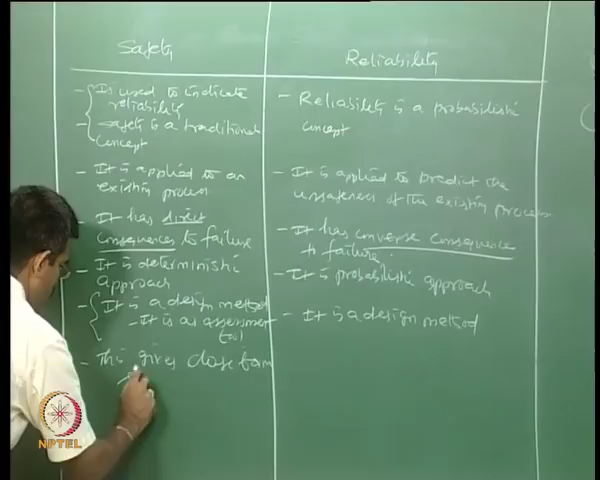 Safety
- Is used to indicate
reliability
- safety is a traditional
concept
- It is applied to an
existing process
- It has direct
consequences to failure
- It is deterministic
approach
- It is a design method
- It is as assessment
tool
- This gives close form
Reliability
- Reliability is a probabilistic
concept
- It is applied to predict the
unsafeness of the existing process
- It has converse consequence
to failure.
- It is probabilistic approach
- It is a design method
NPTEL